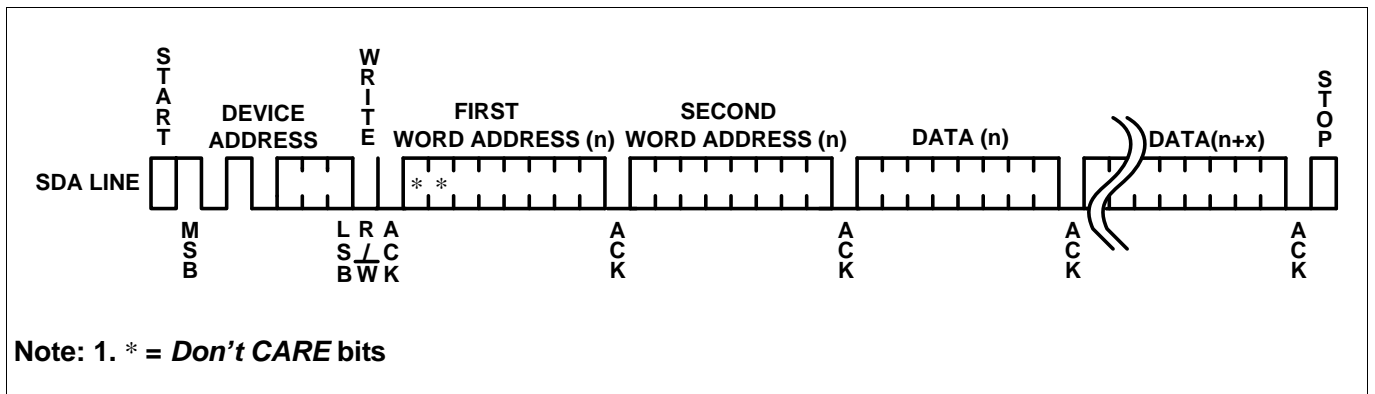 START
WRITE
STOP
DEVICE
ADDRESS
FIRST
WORD ADDRESS (n)
SECOND
WORD ADDRESS (n)
DATA (n)
DATA(n+x)
SDA LINE
* *
MSB
LSB
R/W
ACK
ACK
ACK
ACK
ACK
Note: 1. * = Don't CARE bits